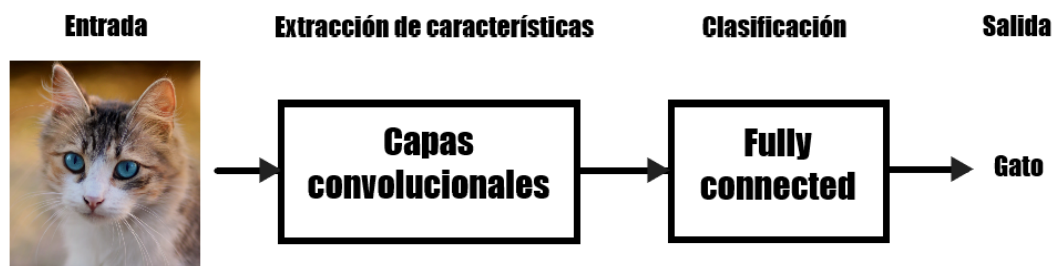 Entrada
Extracción de características
Clasificación
Salida
Capas
convolucionales
Fully
connected
Gato